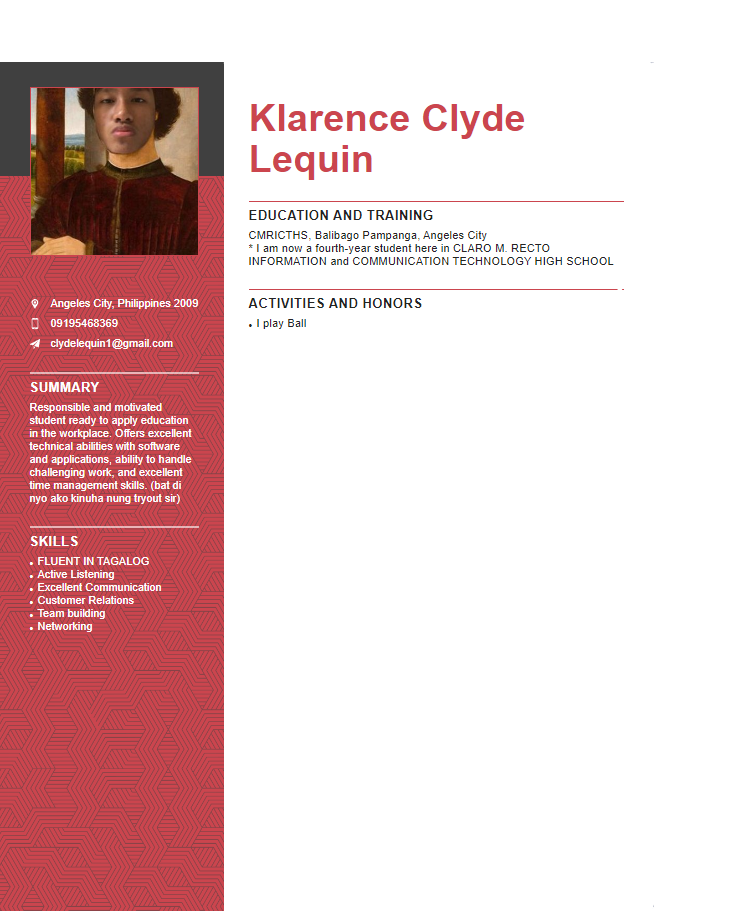 Klarence Clyde
Lequin
EDUCATION AND TRAINING
CMRICTHS, Balibago Pampanga, Angeles City
* I am now a fourth-year student here in CLARO M. RECTO
INFORMATION and COMMUNICATION TECHNOLOGY HIGH SCHOOL
ACTIVITIES AND HONORS
• I play Ball
Angeles City, Philippines 2009
09195468369
clydelequin1@gmail.com
SUMMARY
Responsible and motivated
student ready to apply education
in the workplace. Offers excellent
technical abilities with software
and applications, ability to handle
challenging work, and excellent
time management skills. (bat di
nyo ako kinuha nung tryout sir)
SKILLS
• FLUENT IN TAGALOG
• Active Listening
• Excellent Communication
• Customer Relations
• Team building
• Networking